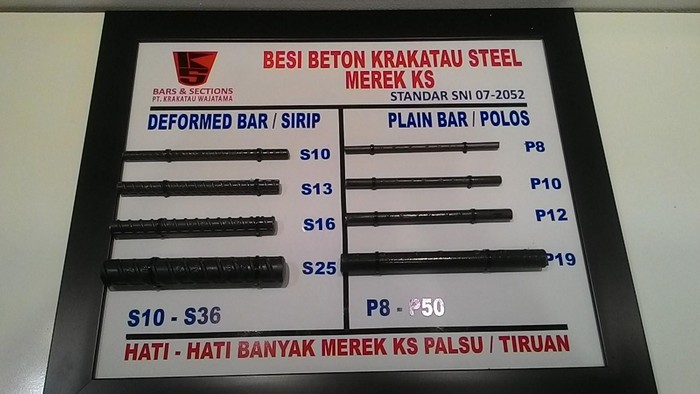 KS
BARS & SECTIONS
PT. KRAKATAU WAJATAMA
BESI BETON KRAKATAU STEEL
MEREK KS
STANDAR SNI 07-2052
DEFORMED BAR / SIRIP
S10
S13
S16
S25
S10 - S36
PLAIN BAR / POLOS
P8
P10
P12
P19
P8 - P50
HATI - HATI BANYAK MEREK KS PALSU / TIRUAN